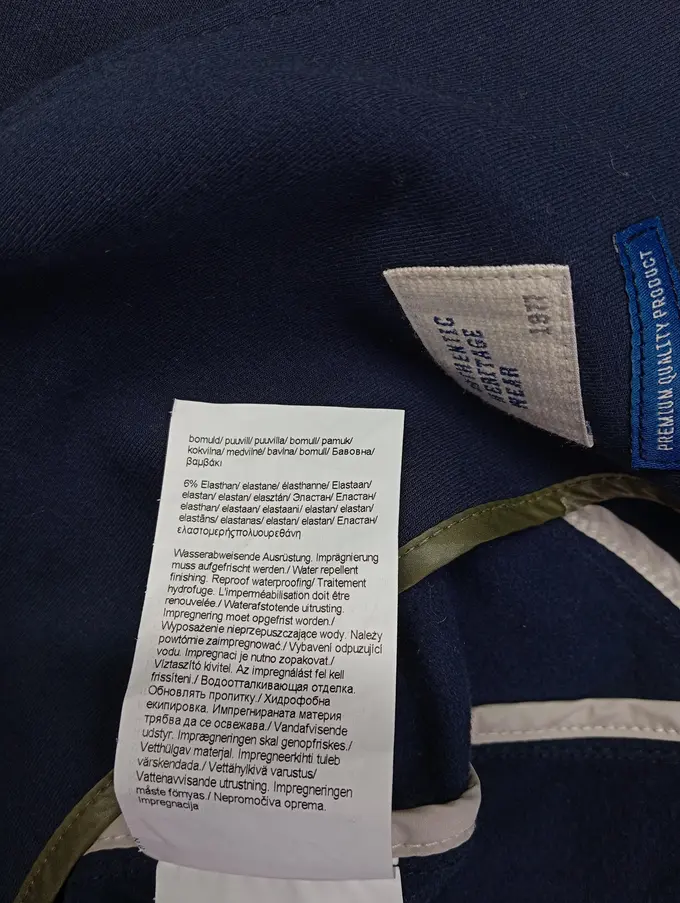 PREMIUM QUALITY PRODUCT
HENTIC
HERITAGE
WEAR
1877
bomuld/ puuvill/ puuvilla/ bomull/ pamuk/
kokvilna/ medvilnė/ bavlna/ bomull/ Бавовна/
βαμβάκι
6% Elasthan/ elastane/ élasthanne/ Elastaan/
elastan/ elastan/ elasztán/ Эластан/ Еластан/
elasthan/ elastaan/ elastaani/ elastan/ elastan/
elastāns/ elastanas/ elastan/ elastan/ Еластан/
ελαστομερήςπολυουρεθάνη
Wasserabweisende Ausrüstung. Imprägnierung
muss aufgefrischt werden./ Water repellent
finishing. Reproof waterproofing/ Traitement
hydrofuge. L'imperméabilisation doit être
renouvelée./ Waterafstotende uitrusting.
Impregnering moet opgefrist worden./
Wyposażenie nieprzepuszczające wody. Należy
powtórnie zaimpregnować./ Vybavení odpuzující
vodu. Impregnaci je nutno zopakovat./
Víztaszító kivitel. Az impregnálást fel kell
frissíteni./ Водоотталкивающая отделка.
Обновлять пропитку./ Хидрофобна
екипировка. Импрегнираната материя
трябва да се освежава./ Vandafvisende
udstyr. Imprægneringen skal genopfriskes./
Vetthülgav materjal. Impregneerkihti tuleb
värskendada./ Vettähylkivä varustus/
Vattenavvisande utrustning. Impregneringen
måste förnyas./ Nepromočiva oprema.
Impregnacija